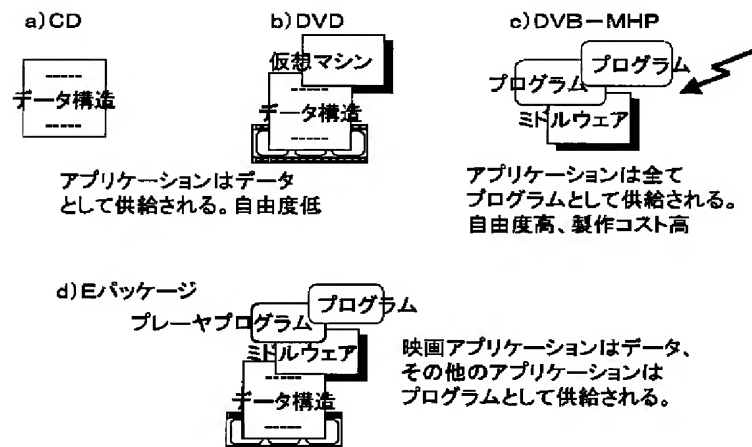 a)CD
データ構造
b)DVD
仮想マシン
データ構造
c)DVB−MHP
プログラム
プログラム
ミドルウェア
アプリケーションはデータ
として供給される。自由度低
アプリケーションは全て
プログラムとして供給される。
自由度高、製作コスト高
d)Eパッケージ
プログラム
プレーヤプログラム
ミドルウェア
データ構造
映画アプリケーションはデータ、
その他のアプリケーションは
プログラムとして供給される。